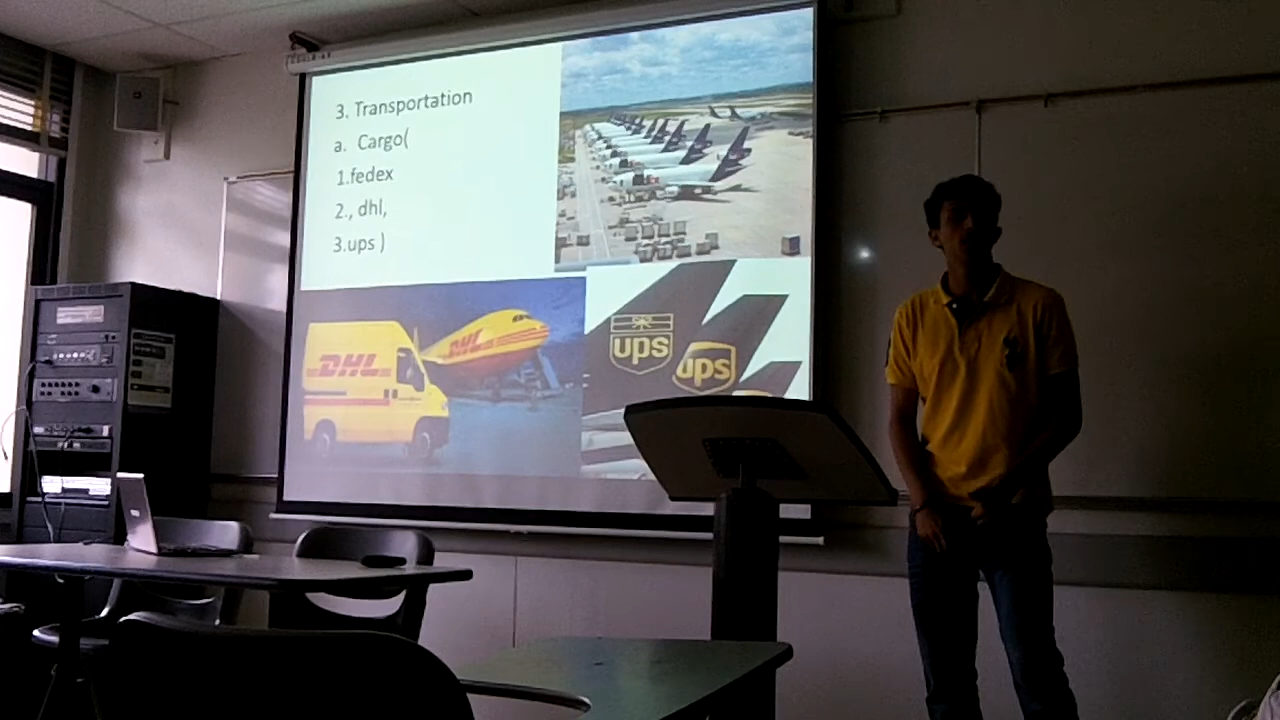 3. Transportation
a. Cargo(
1.fedex
2., dhl,
3.ups )
DHL
DHL
ups
ups